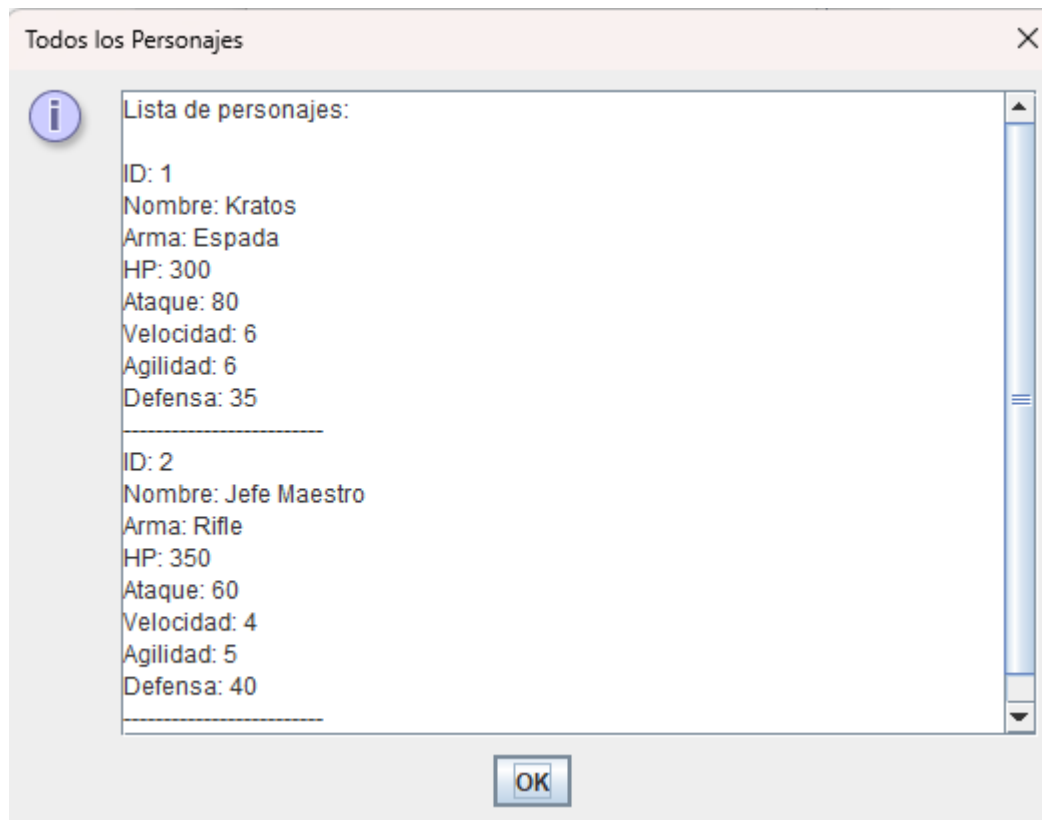 Todos los Personajes
Lista de personajes:
ID: 1
Nombre: Kratos
Arma: Espada
HP: 300
Ataque: 80
Velocidad: 6
Agilidad: 6
Defensa: 35
-------------------------
ID: 2
Nombre: Jefe Maestro
Arma: Rifle
HP: 350
Ataque: 60
Velocidad: 4
Agilidad: 5
Defensa: 40
-------------------------
OK